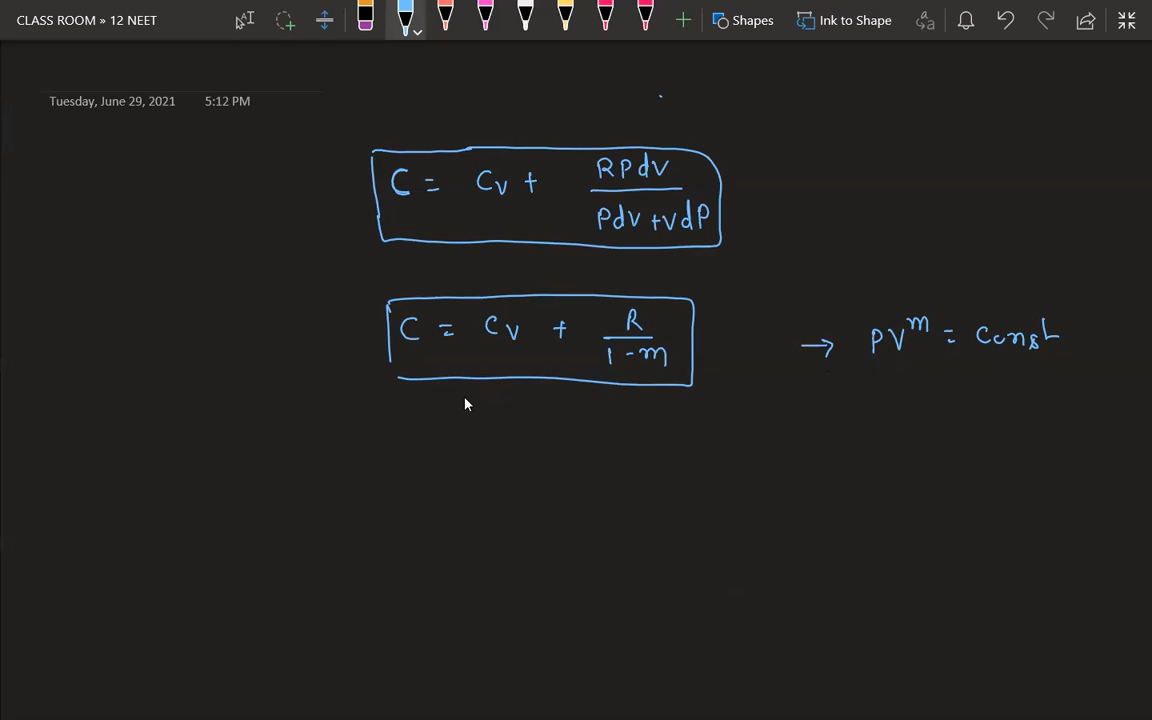 CLASS ROOM » 12 NEET
Shapes
Ink to Shape
Tuesday, June 29, 2021 5:12 PM
C = Cv + RPdV / PdV + VdP
C = Cv + R / 1-m → PV^m = Const